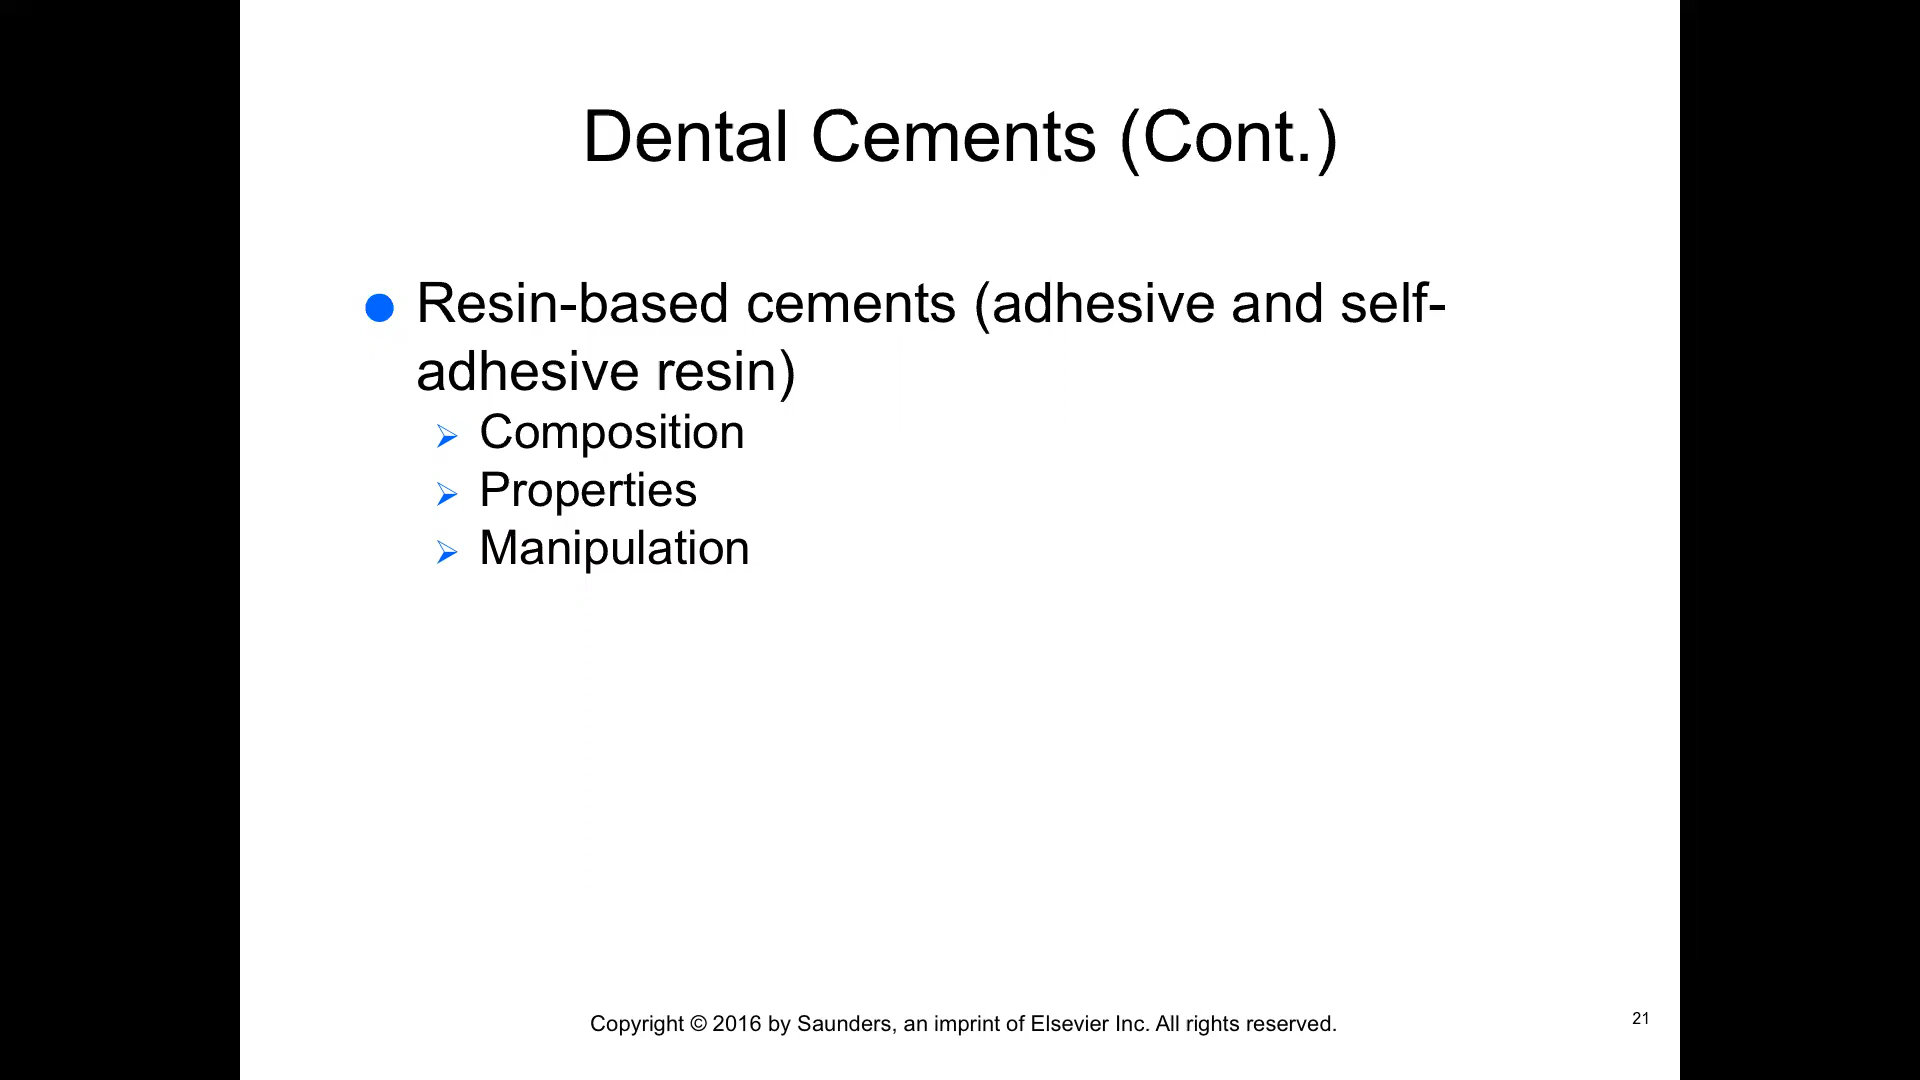 Dental Cements (Cont.)
Resin-based cements (adhesive and self-
adhesive resin)
Composition
Properties
Manipulation
Copyright © 2016 by Saunders, an imprint of Elsevier Inc. All rights reserved.
21